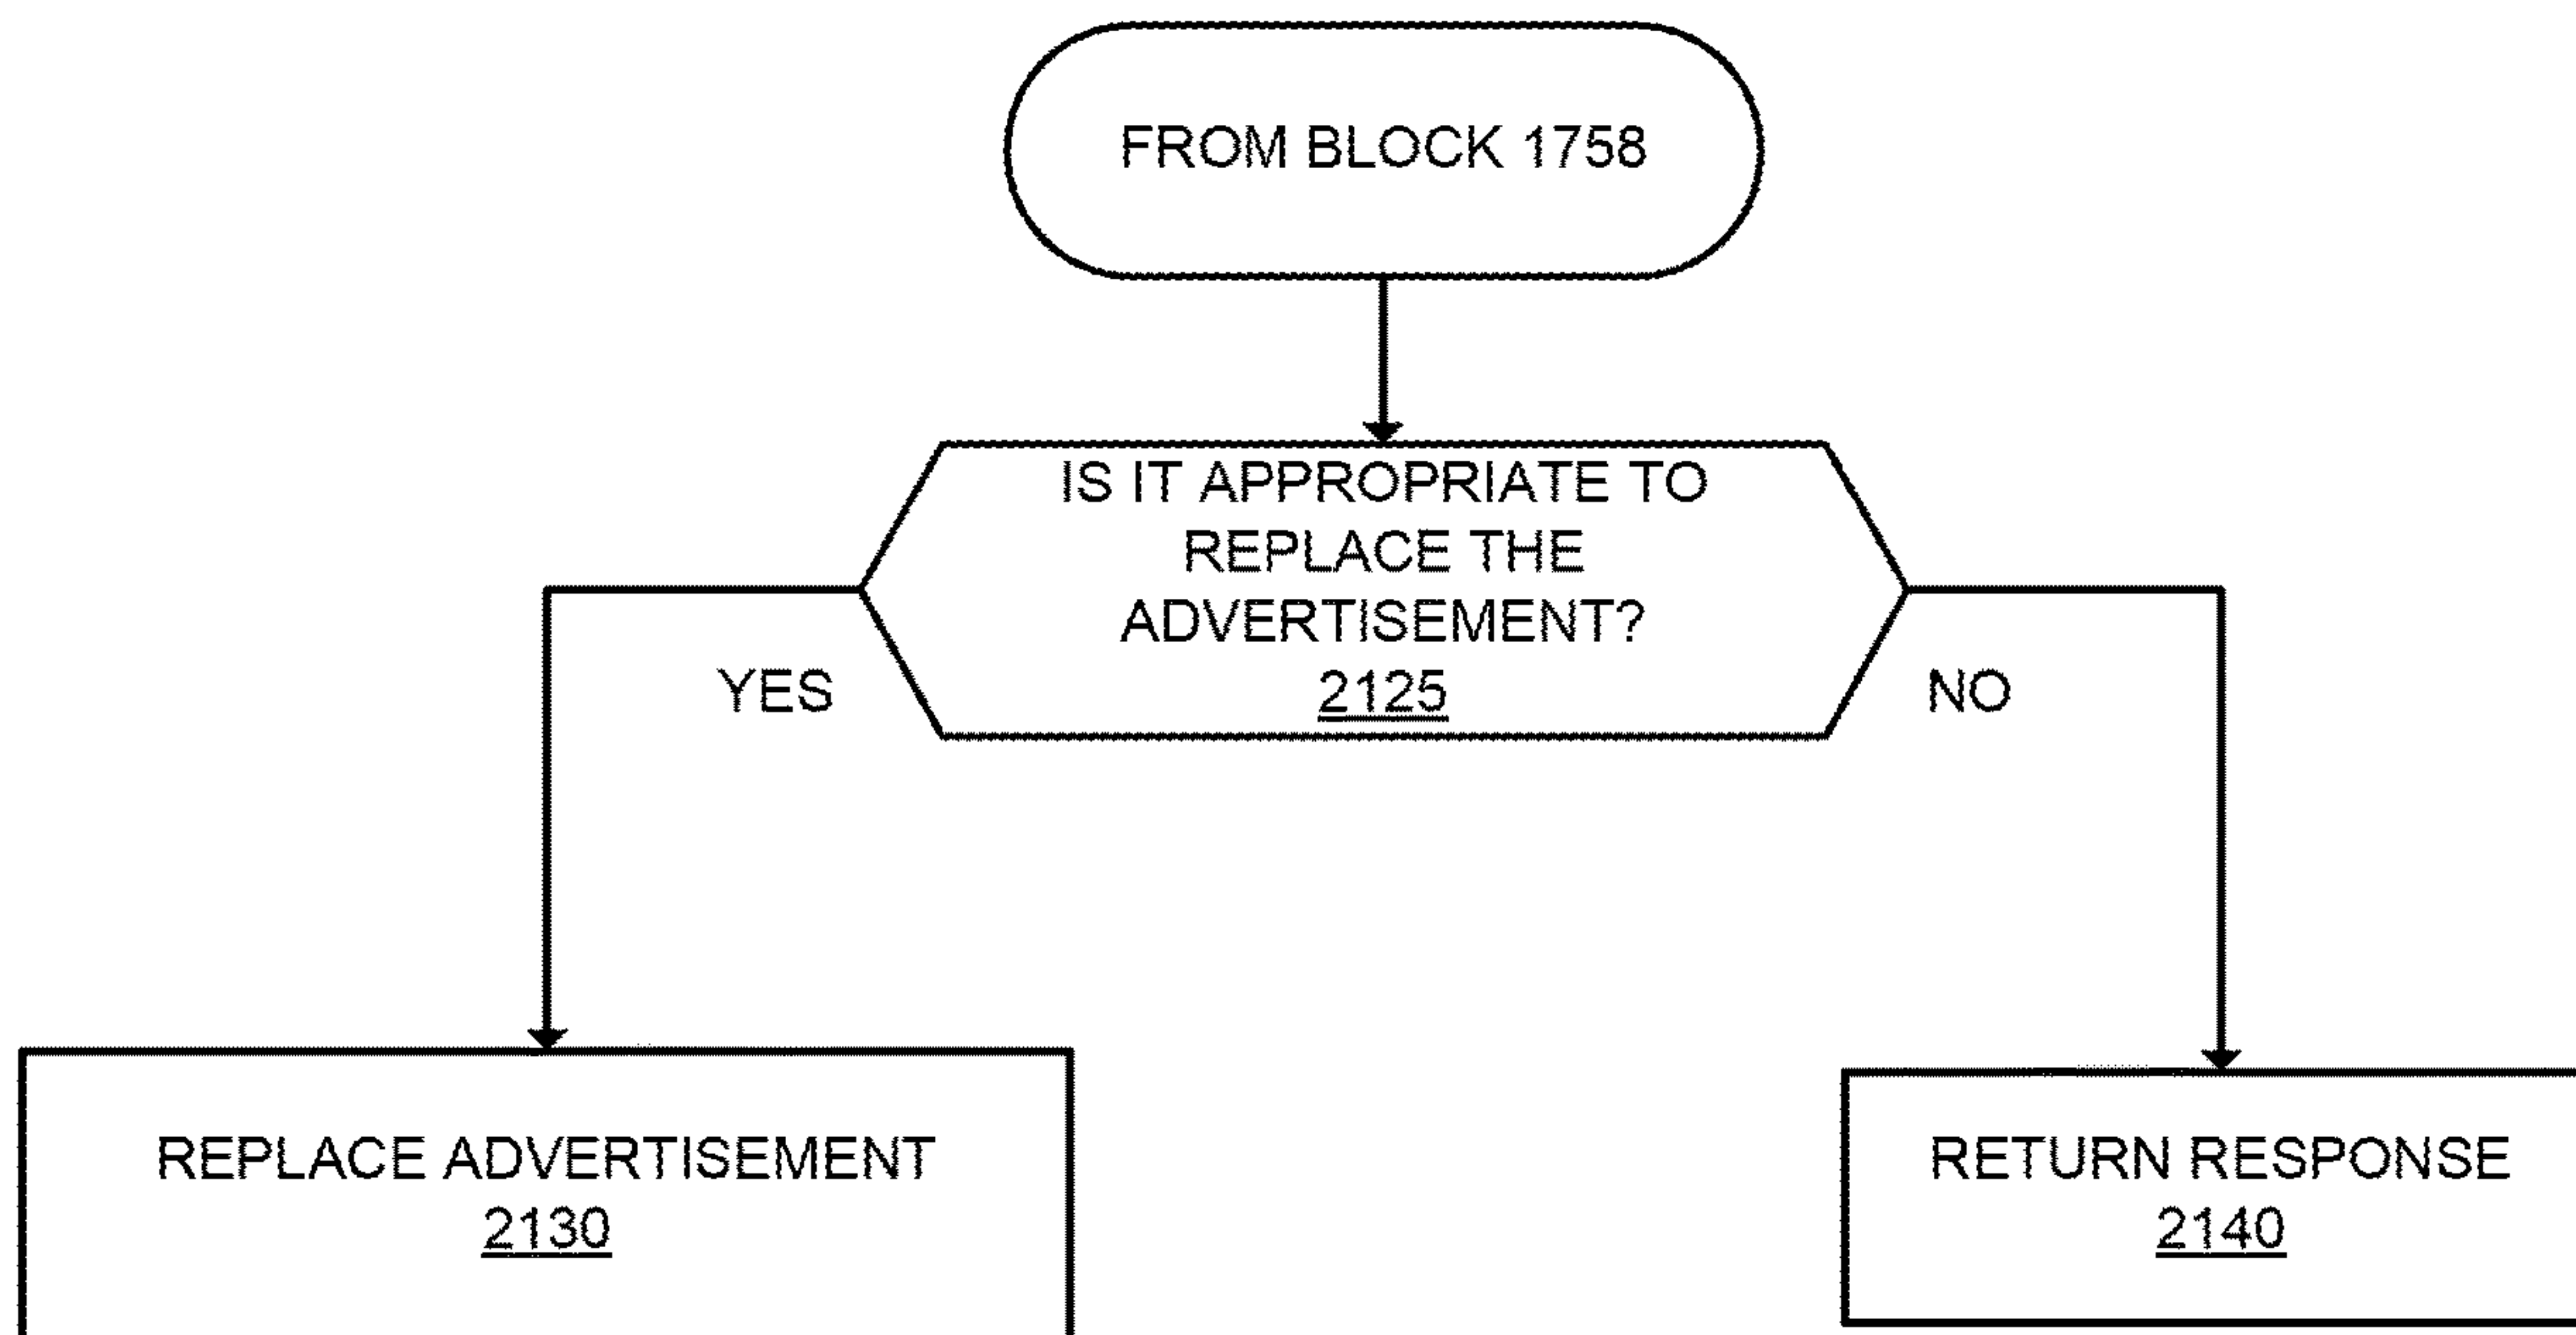 FROM BLOCK 1758
IS IT APPROPRIATE TO
REPLACE THE
ADVERTISEMENT?
2125
YES
NO
REPLACE ADVERTISEMENT
2130
RETURN RESPONSE
2140